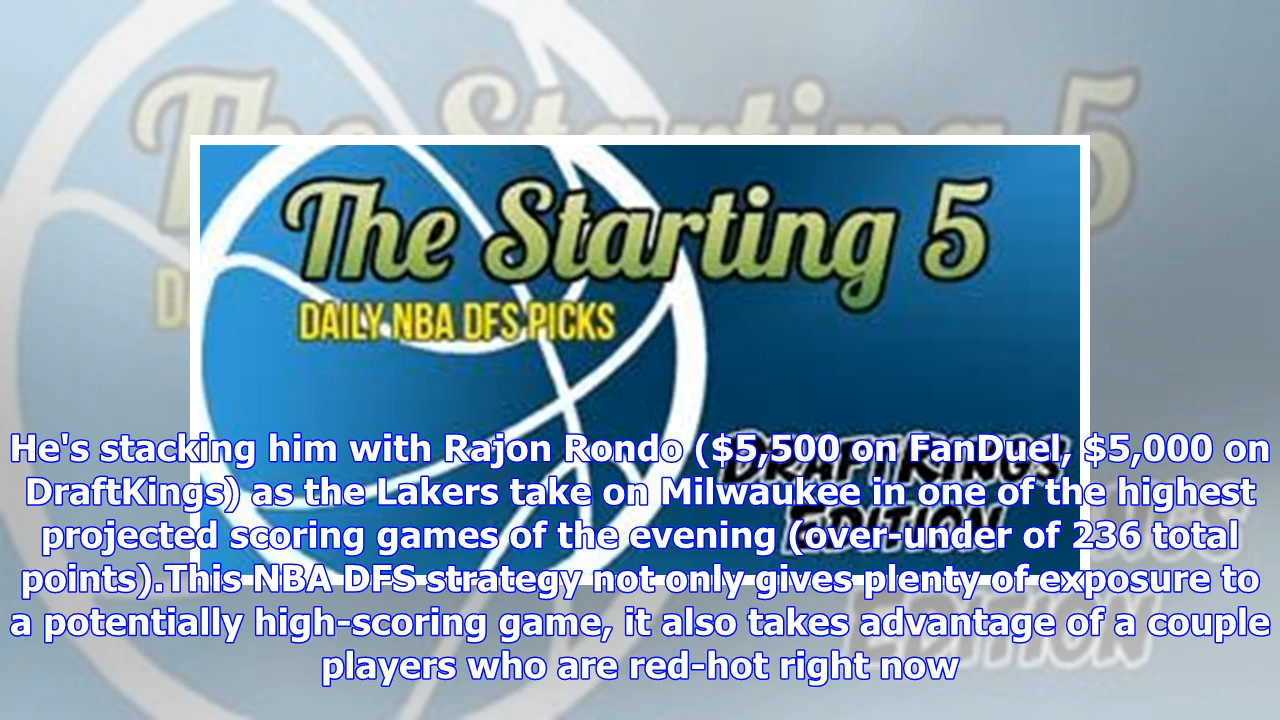 The Starting 5
DAILY NBA DFS PICKS
DRAFTKINGS
EDITION
He's stacking him with Rajon Rondo ($5,500 on FanDuel, $5,000 on
DraftKings) as the Lakers take on Milwaukee in one of the highest
projected scoring games of the evening (over-under of 236 total
points).This NBA DFS strategy not only gives plenty of exposure to
a potentially high-scoring game, it also takes advantage of a couple
players who are red-hot right now